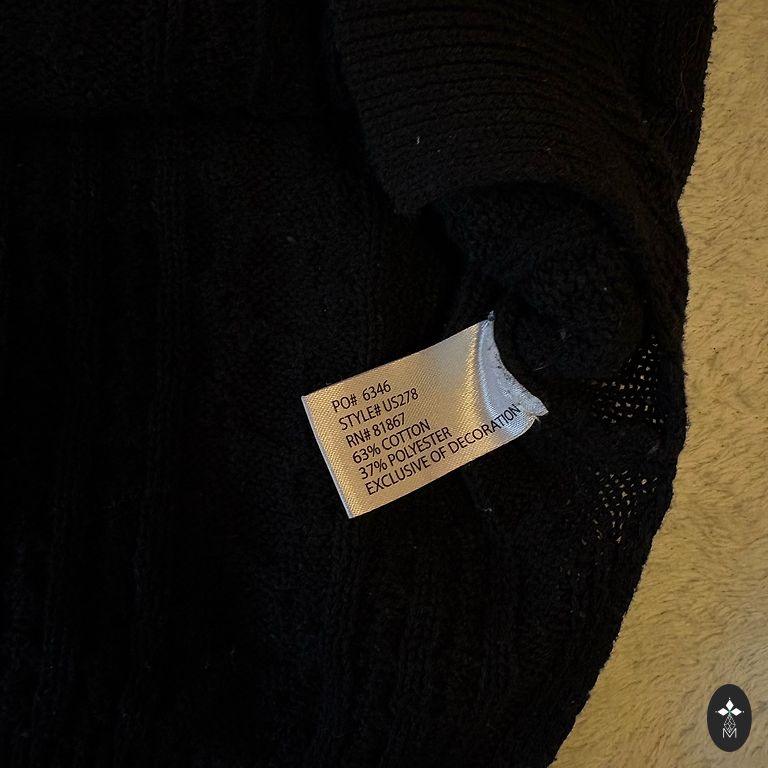 PO# 6346
STYLE# US278
RN# 81867
63% COTTON
37% POLYESTER
EXCLUSIVE OF DECORATION